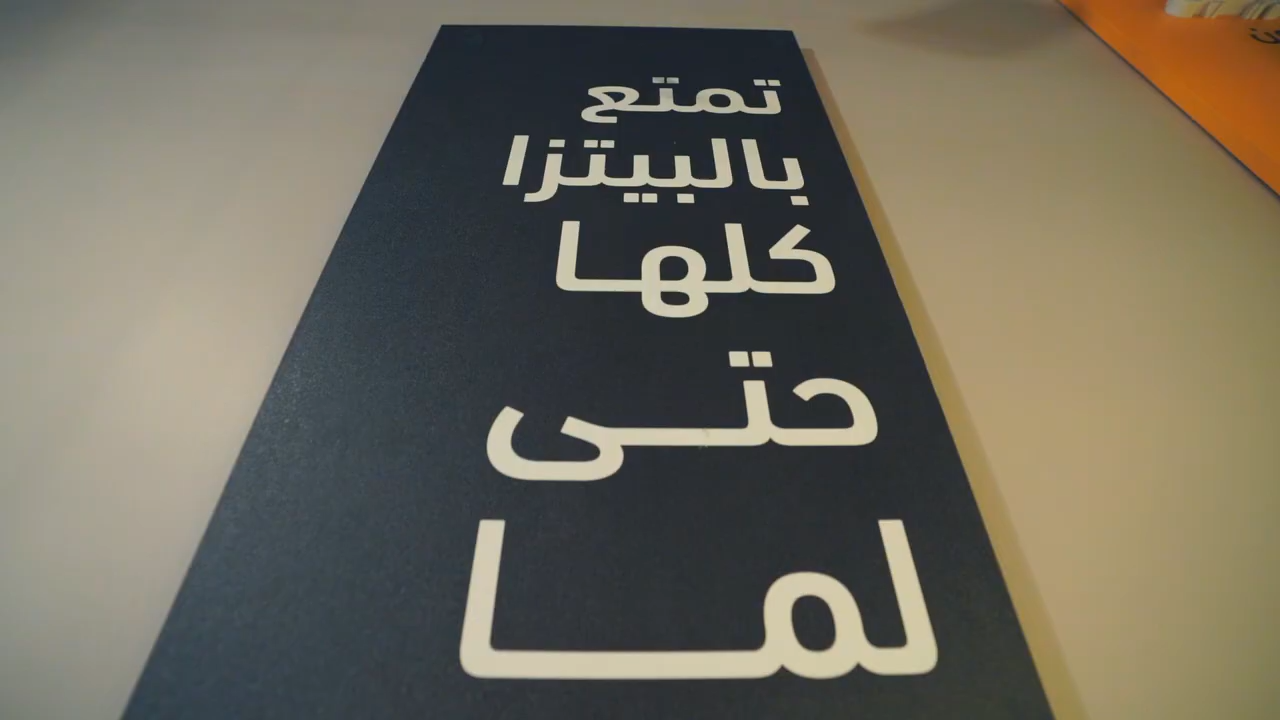 تمتع
بالبيتزا
كلها
حتى
لما